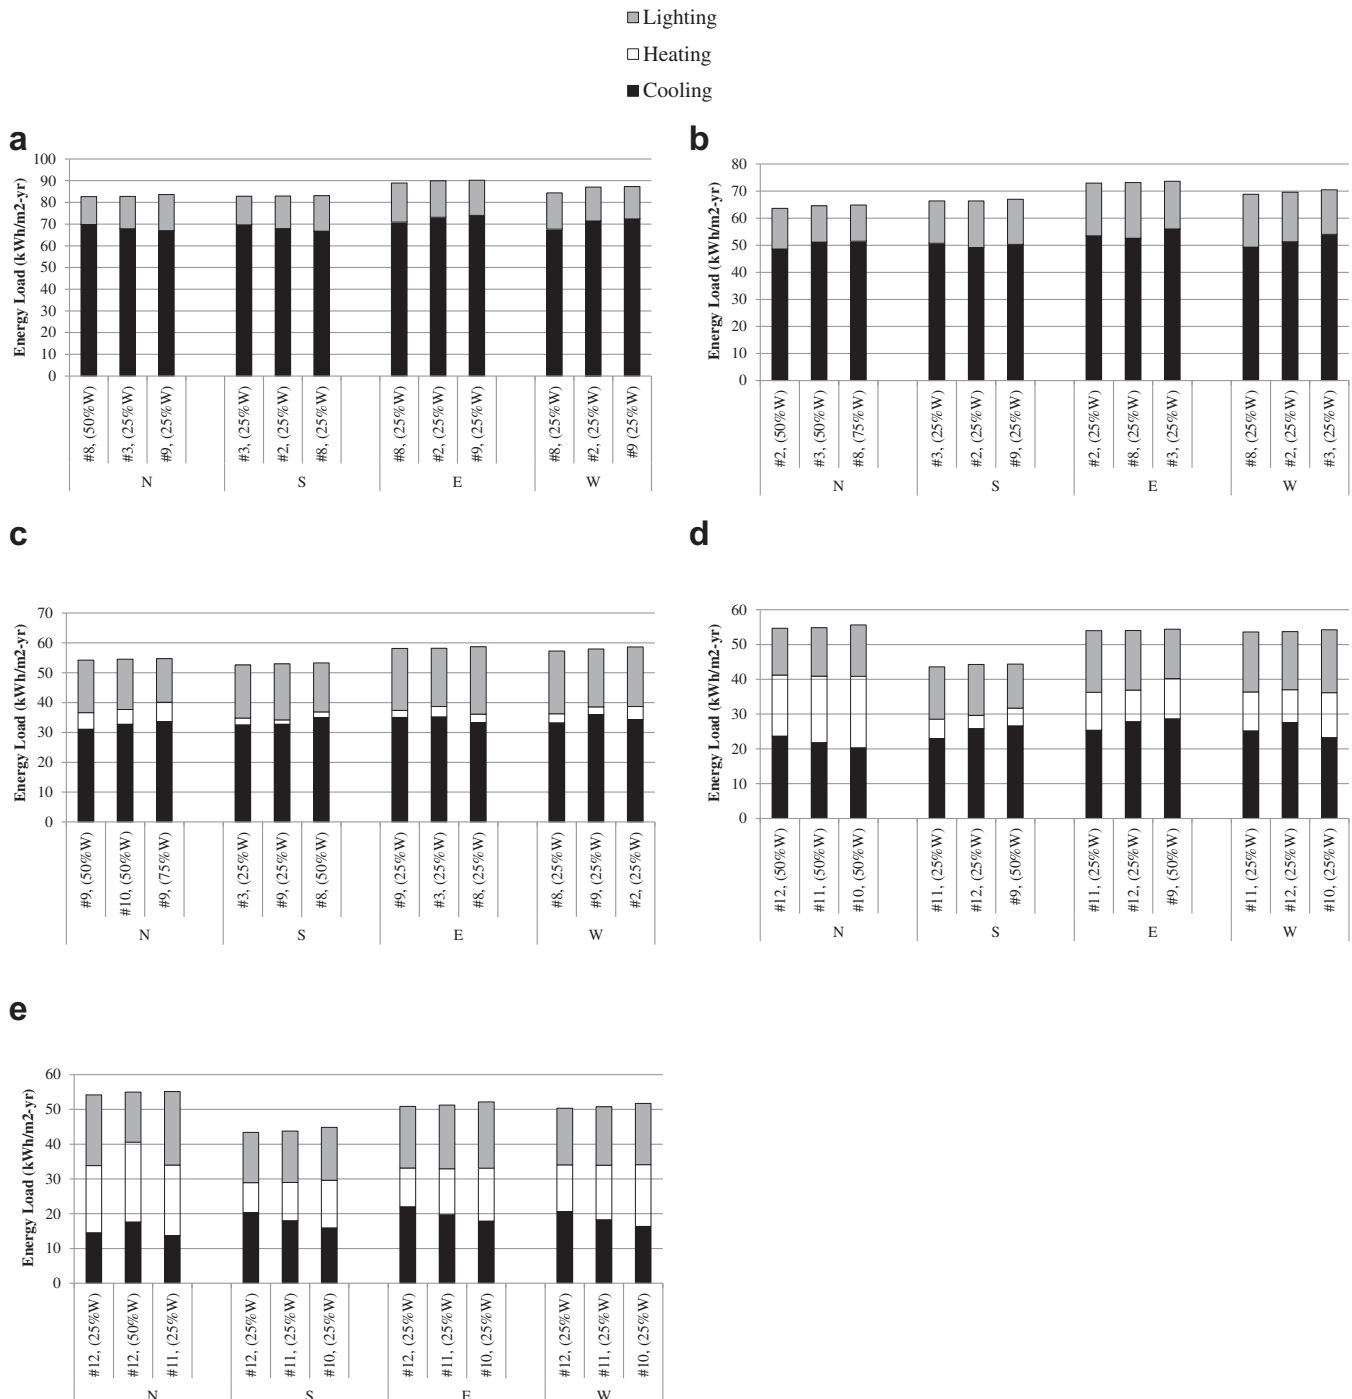 Lighting
Heating
Cooling
a
Energy Load (kWh/m2-yr)
100
90
80
70
60
50
40
30
20
10
0
#8, (50%W)
#3, (25%W)
#9, (25%W)
#3, (25%W)
#2, (25%W)
#8, (25%W)
#8, (25%W)
#2, (25%W)
#9, (25%W)
#8, (25%W)
#2, (25%W)
#9 (25%W)
N S E W
b
Energy Load (kWh/m2-yr)
80
70
60
50
40
30
20
10
0
#2, (50%W)
#3, (50%W)
#8, (75%W)
#3, (25%W)
#2, (25%W)
#9, (25%W)
#2, (25%W)
#8, (25%W)
#3, (25%W)
#8, (25%W)
#2, (25%W)
#3, (25%W)
N S E W
c
Energy Load (kWh/m2-yr)
70
60
50
40
30
20
10
0
#9, (50%W)
#10, (50%W)
#9, (75%W)
#3, (25%W)
#9, (25%W)
#8, (50%W)
#9, (25%W)
#3, (25%W)
#8, (25%W)
#8, (25%W)
#9, (25%W)
#2, (25%W)
N S E W
d
Energy Load (kWh/m2-yr)
60
50
40
30
20
10
0
#12, (50%W)
#11, (50%W)
#10, (50%W)
#11, (25%W)
#12, (25%W)
#9, (50%W)
#11, (25%W)
#12, (25%W)
#9, (50%W)
#11, (25%W)
#12, (25%W)
#10, (25%W)
N S E W
e
Energy Load (kWh/m2-yr)
60
50
40
30
20
10
0
#12, (25%W)
#12, (50%W)
#11, (25%W)
#12, (25%W)
#11, (25%W)
#10, (25%W)
#12, (25%W)
#11, (25%W)
#10, (25%W)
#12, (25%W)
#11, (25%W)
#10, (25%W)
N S E W